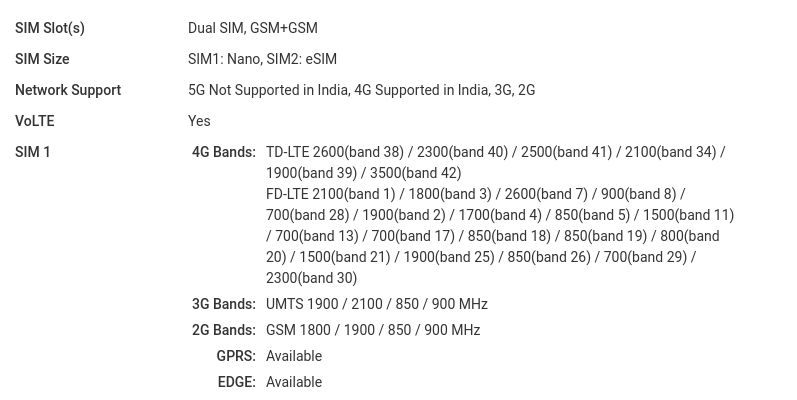 SIM Slot(s) Dual SIM, GSM+GSM
SIM Size SIM1: Nano, SIM2: eSIM
Network Support 5G Not Supported in India, 4G Supported in India, 3G, 2G
VoLTE Yes
SIM 1 4G Bands: TD-LTE 2600(band 38) / 2300(band 40) / 2500(band 41) / 2100(band 34) /
1900(band 39) / 3500(band 42)
FD-LTE 2100(band 1) / 1800(band 3) / 2600(band 7) / 900(band 8) /
700(band 28) / 1900(band 2) / 1700(band 4) / 850(band 5) / 1500(band 11)
/ 700(band 13) / 700(band 17) / 850(band 18) / 850(band 19) / 800(band
20) / 1500(band 21) / 1900(band 25) / 850(band 26) / 700(band 29) /
2300(band 30)
3G Bands: UMTS 1900 / 2100 / 850 / 900 MHz
2G Bands: GSM 1800 / 1900 / 850 / 900 MHz
GPRS: Available
EDGE: Available